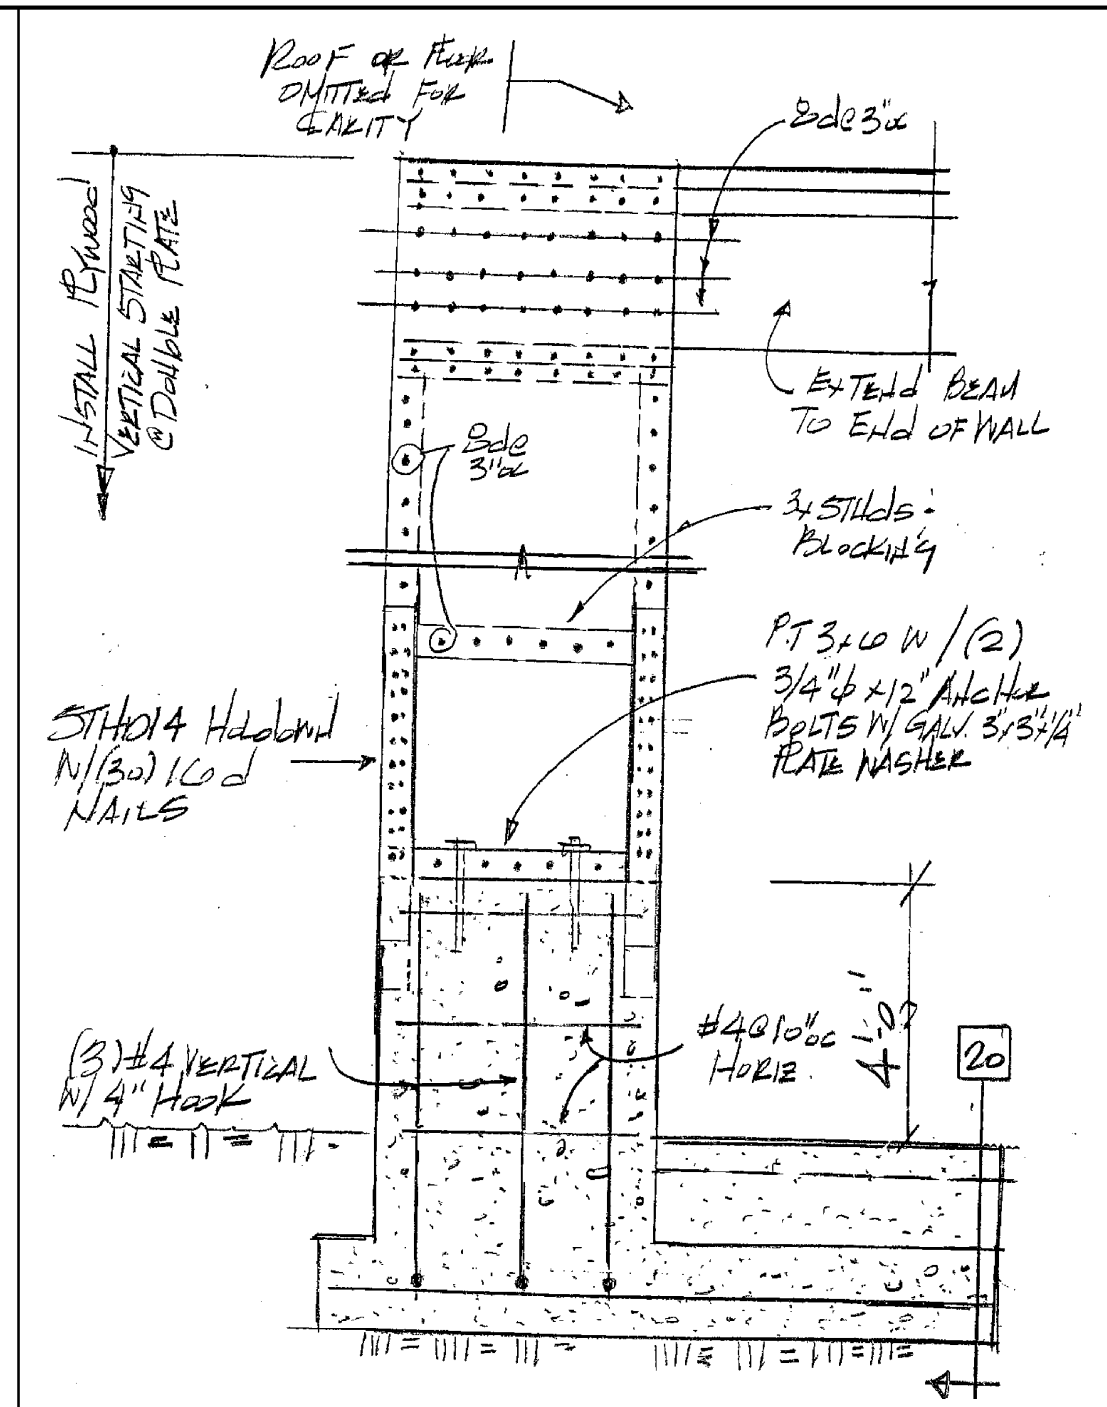 ROOF OR FLOOR
OMITTED FOR
CLARITY
8d@3"oc
INSTALL PLYWOOD
VERTICAL STARTING
@ DOUBLE PLATE
EXTEND BEAM
TO END OF WALL
8d@
3"oc
3x STUDS :
BLOCKING
P.T 3x6 W/(2)
3/4"ϕ x12" ANCHOR
BOLTS W/ GALV. 3"x3"x1/4"
PLATE WASHER
STHD14 HOLDOWN
W/(30) 16d
NAILS
#4@10"oc
HORIZ.
4'-0"
20
(3) #4 VERTICAL
W/ 4" HOOK